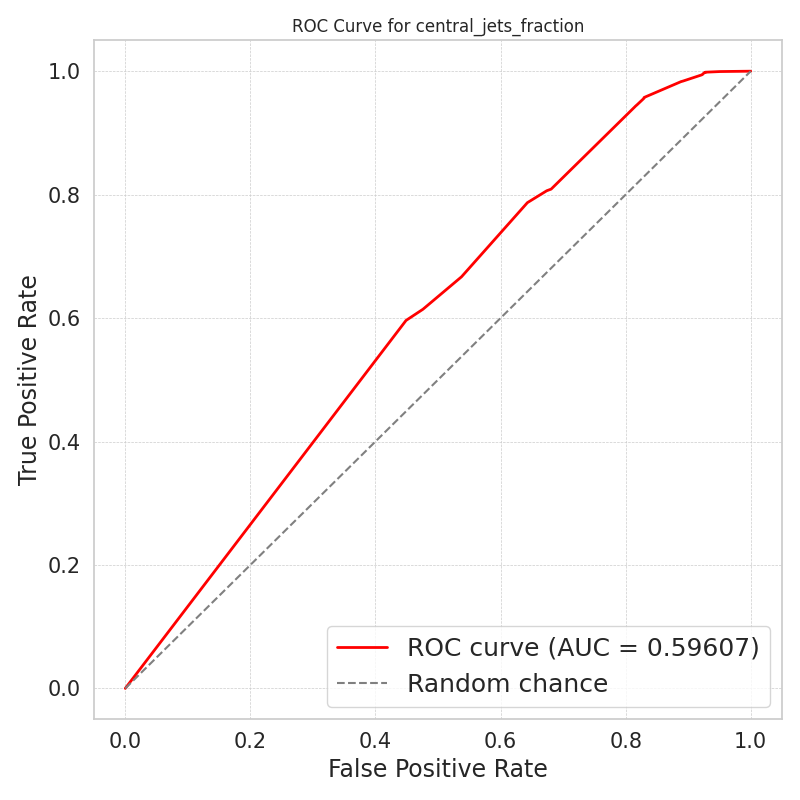 ROC Curve for central_jets_fraction
True Positive Rate
1.0
0.8
0.6
0.4
0.2
0.0
ROC curve (AUC = 0.59607)
Random chance
0.0 0.2 0.4 0.6 0.8 1.0
False Positive Rate